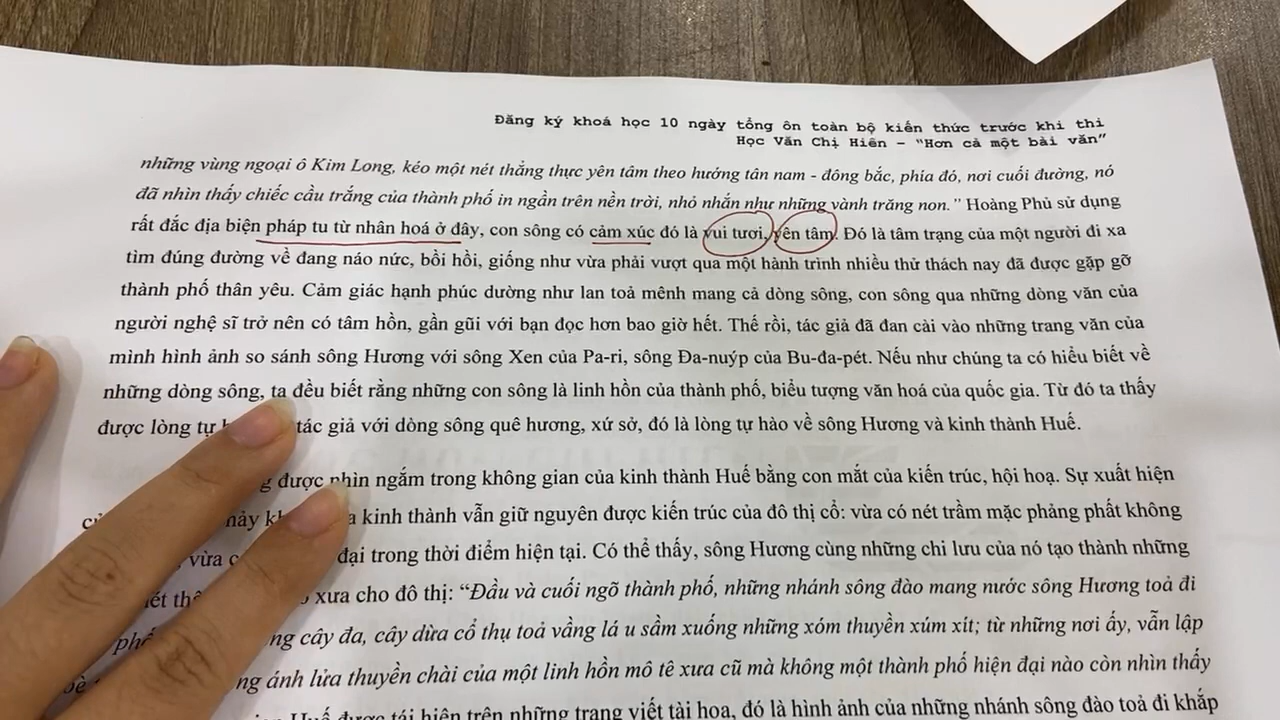 Đăng ký khoá học 10 ngày tổng ôn toàn bộ kiến thức trước khi thi
Học Văn Chị Hiên - "Hơn cả một bài văn"
những vùng ngoại ô Kim Long, kéo một nét thẳng thực yên tâm theo hướng tân nam - đông bắc, phía đó, nơi cuối đường, nó
đã nhìn thấy chiếc cầu trắng của thành phố in ngần trên nền trời, nhỏ nhắn như những vành trăng non." Hoàng Phủ sử dụng
rất đắc địa biện pháp tu từ nhân hoá ở dây, con sông có cảm xúc đó là vui tươi, yên tâm. Đó là tâm trạng của một người đi xa
tìm đúng đường về đang náo nức, bồi hồi, giống như vừa phải vượt qua một hành trình nhiều thử thách nay đã được gặp gỡ
thành phố thân yêu. Cảm giác hạnh phúc dường như lan toả mênh mang cả dòng sông, con sông qua những dòng văn của
người nghệ sĩ trở nên có tâm hồn, gần gũi với bạn đọc hơn bao giờ hết. Thế rồi, tác giả đã đan cài vào những trang văn của
mình hình ảnh so sánh sông Hương với sông Xen của Pa-ri, sông Đa-nuýp của Bu-đa-pét. Nếu như chúng ta có hiểu biết về
những dòng sông, ta đều biết rằng những con sông là linh hồn của thành phố, biểu tượng văn hoá của quốc gia. Từ đó ta thấy
được lòng tự tác giả với dòng sông quê hương, xứ sở, đó là lòng tự hào về sông Hương và kinh thành Huế.
được nhìn ngắm trong không gian của kinh thành Huế bằng con mắt của kiến trúc, hội hoạ. Sự xuất hiện
này kinh thành vẫn giữ nguyên được kiến trúc của đô thị cổ: vừa có nét trầm mặc phảng phất không
vừa đại trong thời điểm hiện tại. Có thể thấy, sông Hương cùng những chi lưu của nó tạo thành những
xưa cho đô thị: "Đầu và cuối ngõ thành phố, những nhánh sông đào mang nước sông Hương toả đi
cây đa, cây dừa cổ thụ toả vầng lá u sầm xuống những xóm thuyền xúm xít; từ những nơi ấy, vẫn lập
ánh lửa thuyền chài của một linh hồn mô tê xưa cũ mà không một thành phố hiện đại nào còn nhìn thấy
Huế được tái hiện trên những trang viết tài hoa, đó là hình ảnh của những nhánh sông đào toả đi khắp